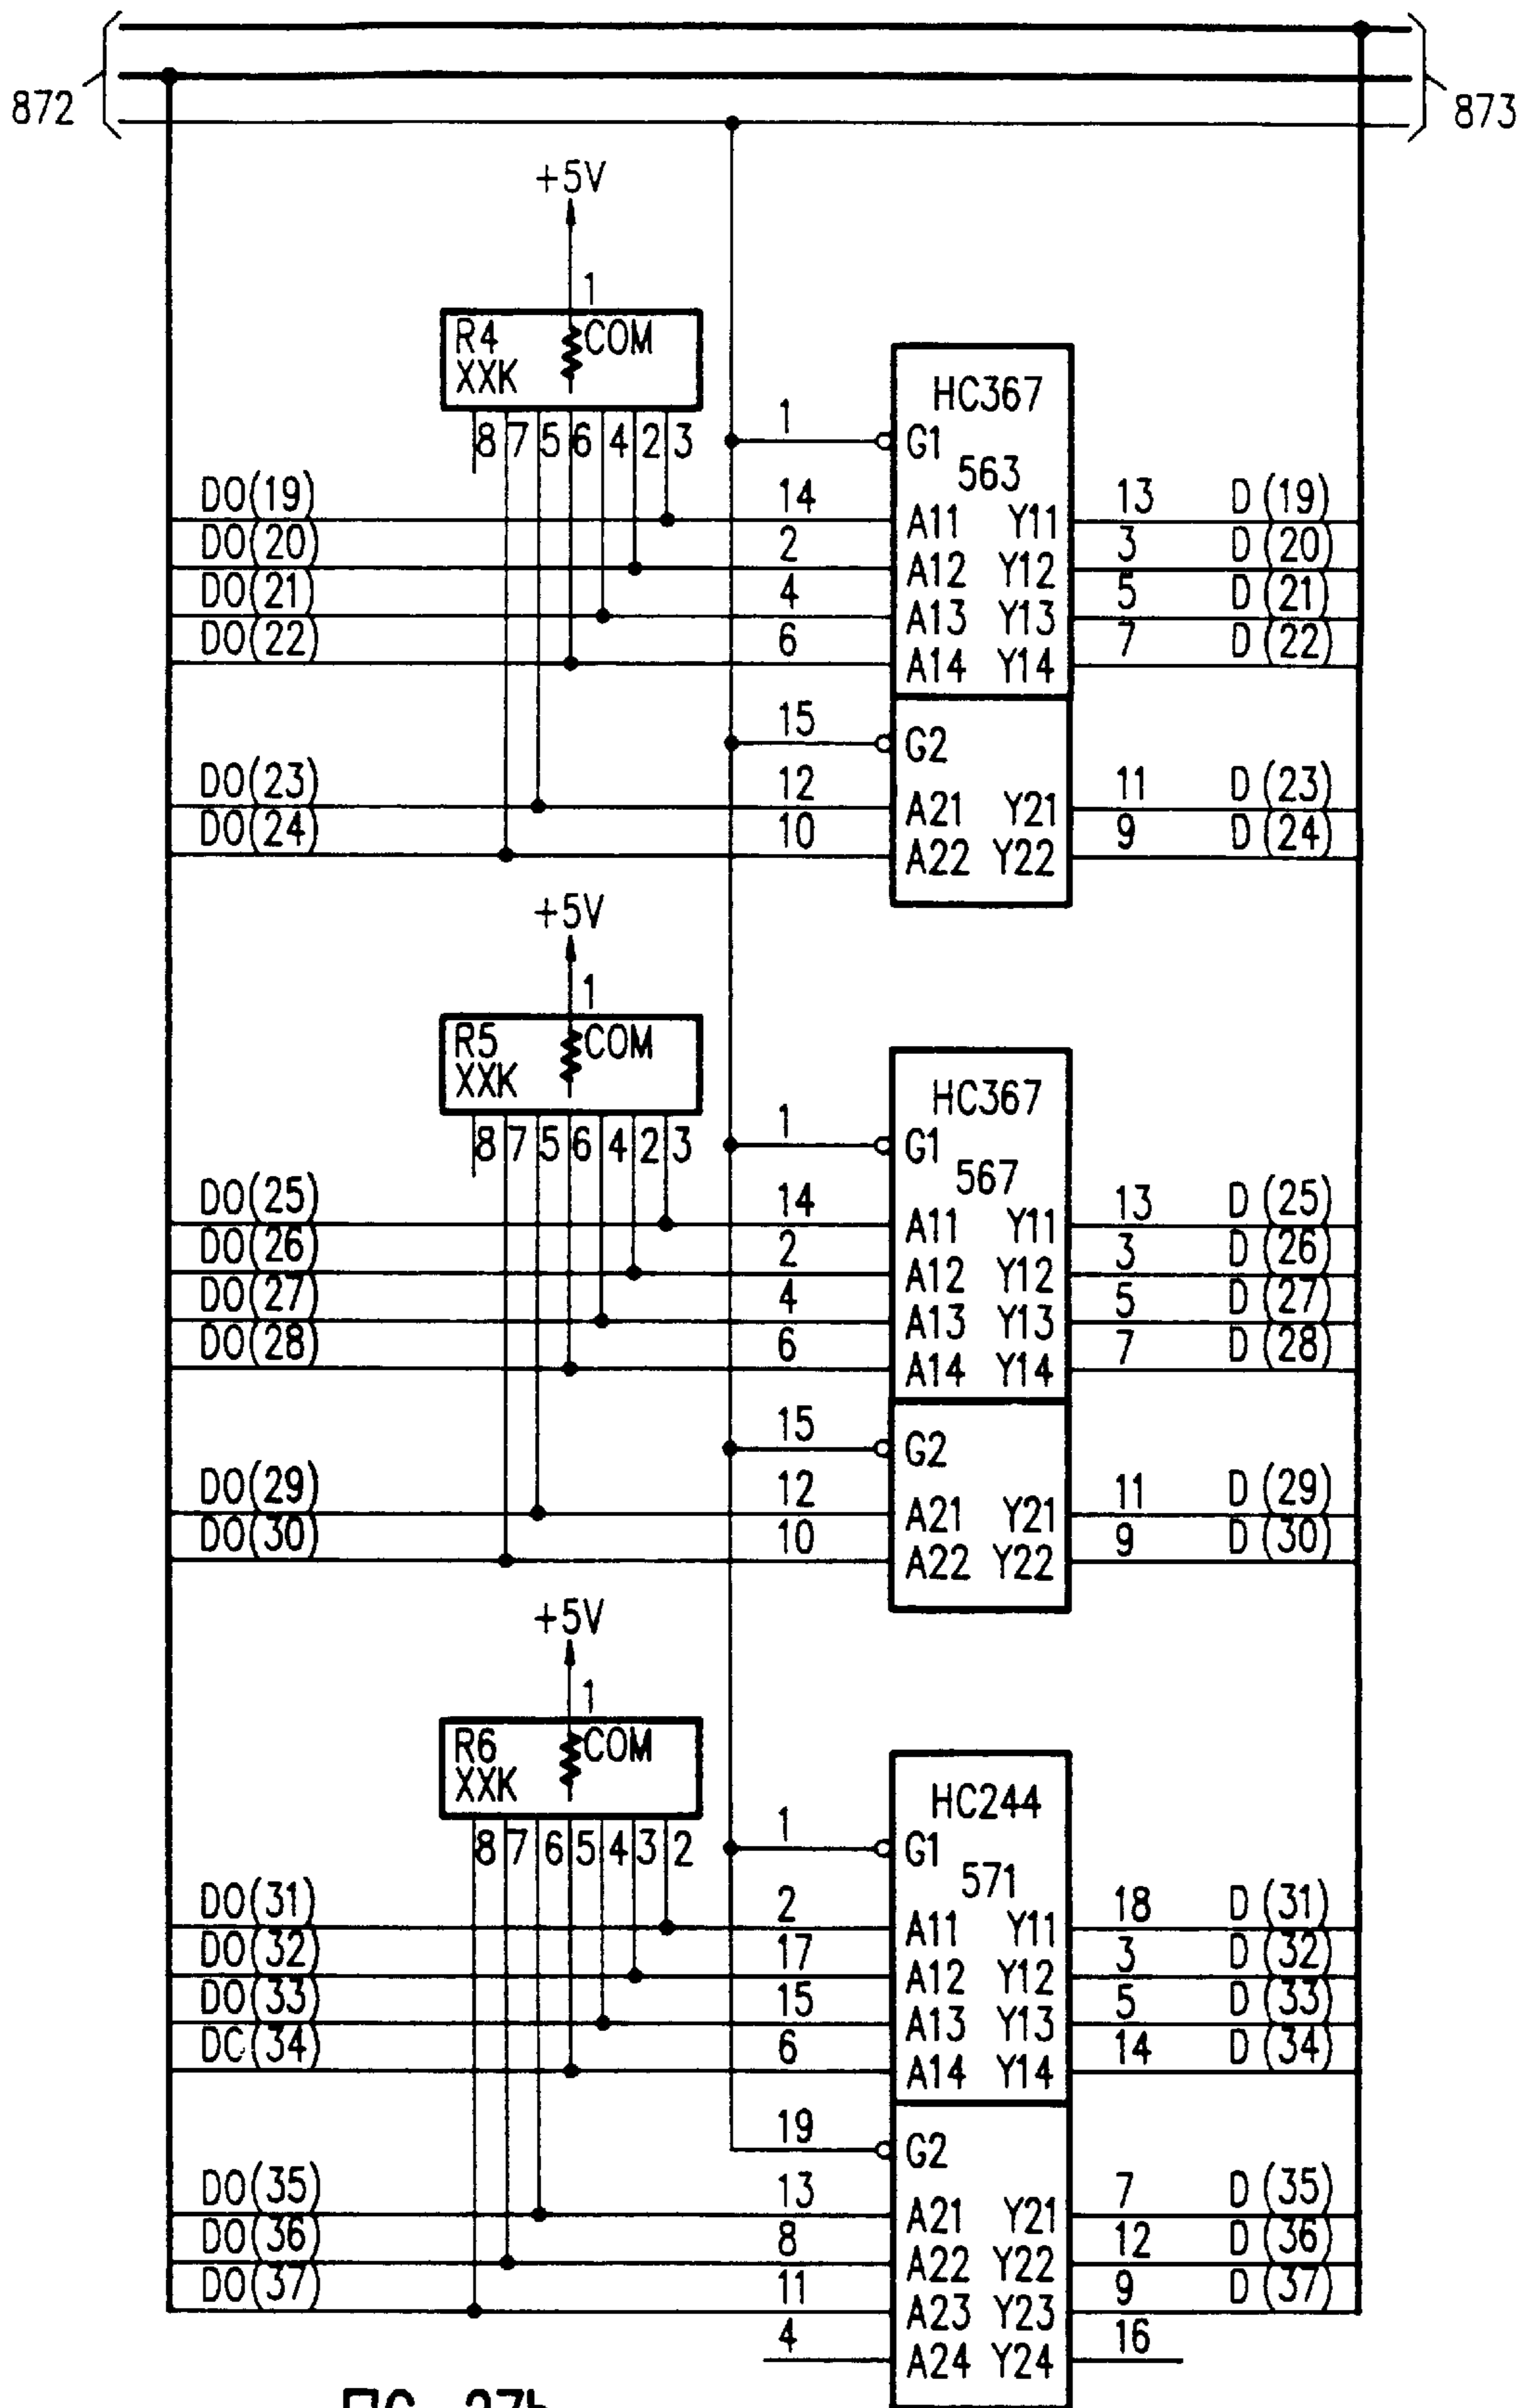 872
873
+5V
1
R4 COM
XXK
8 7 5 6 4 2 3
HC367
1 G1
563
DO(19) 14 A11 Y11 13 D (19)
DO(20) 2 A12 Y12 3 D (20)
DO(21) 4 A13 Y13 5 D (21)
DO(22) 6 A14 Y14 7 D (22)
15 G2
DO(23) 12 A21 Y21 11 D (23)
DO(24) 10 A22 Y22 9 D (24)
+5V
1
R5 COM
XXK
8 7 5 6 4 2 3
HC367
1 G1
567
DO(25) 14 A11 Y11 13 D (25)
DO(26) 2 A12 Y12 3 D (26)
DO(27) 4 A13 Y13 5 D (27)
DO(28) 6 A14 Y14 7 D (28)
15 G2
DO(29) 12 A21 Y21 11 D (29)
DO(30) 10 A22 Y22 9 D (30)
+5V
1
R6 COM
XXK
8 7 6 5 4 3 2
HC244
1 G1
571
DO(31) 2 A11 Y11 18 D (31)
DO(32) 17 A12 Y12 3 D (32)
DO(33) 15 A13 Y13 5 D (33)
DC(34) 6 A14 Y14 14 D (34)
19 G2
DO(35) 13 A21 Y21 7 D (35)
DO(36) 8 A22 Y22 12 D (36)
DO(37) 11 A23 Y23 9 D (37)
4 A24 Y24 16